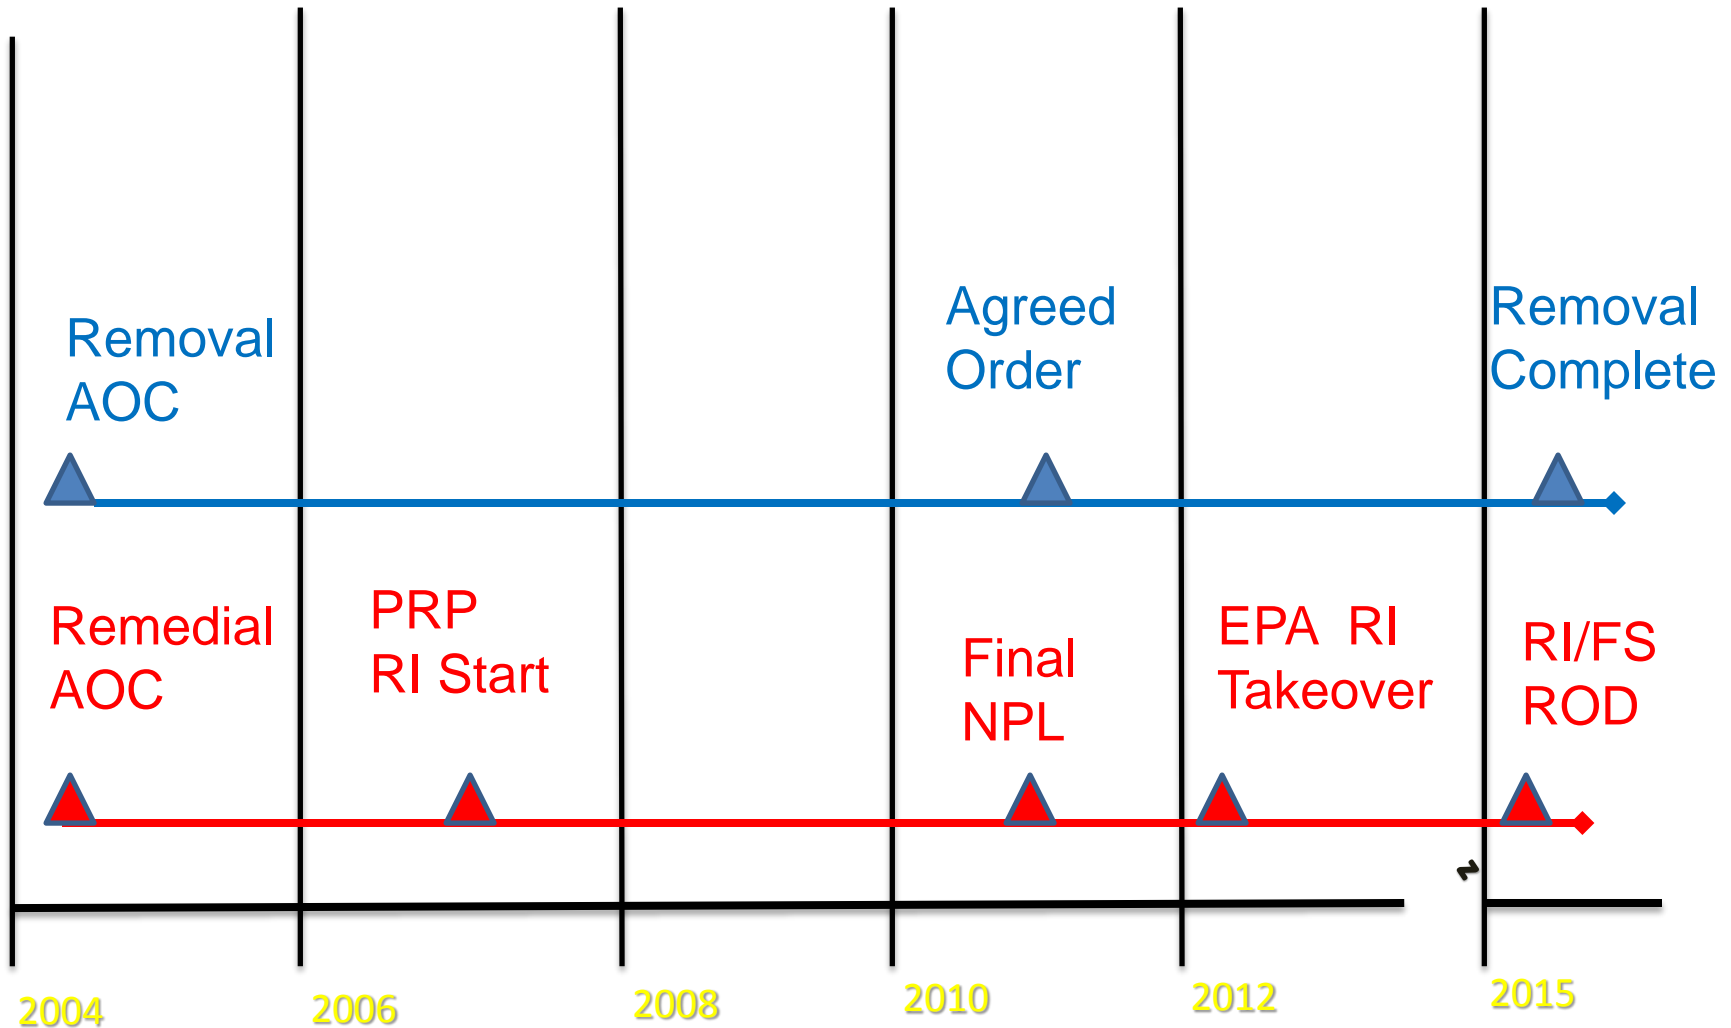 Removal
AOC
Agreed
Order
Removal
Complete
Remedial
AOC
PRP
RI Start
Final
NPL
EPA  RI
Takeover
RI/FS
ROD
2004
2006
2008
2010
2012
2015